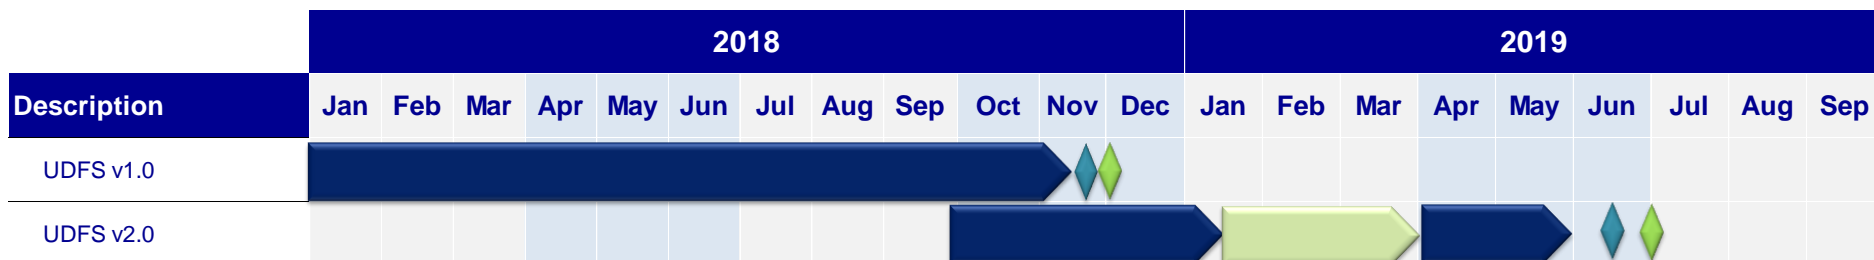 2018 2019
Description Jan Feb Mar Apr May Jun Jul Aug Sep Oct Nov Dec Jan Feb Mar Apr May Jun Jul Aug Sep
UDFS v1.0
UDFS v2.0